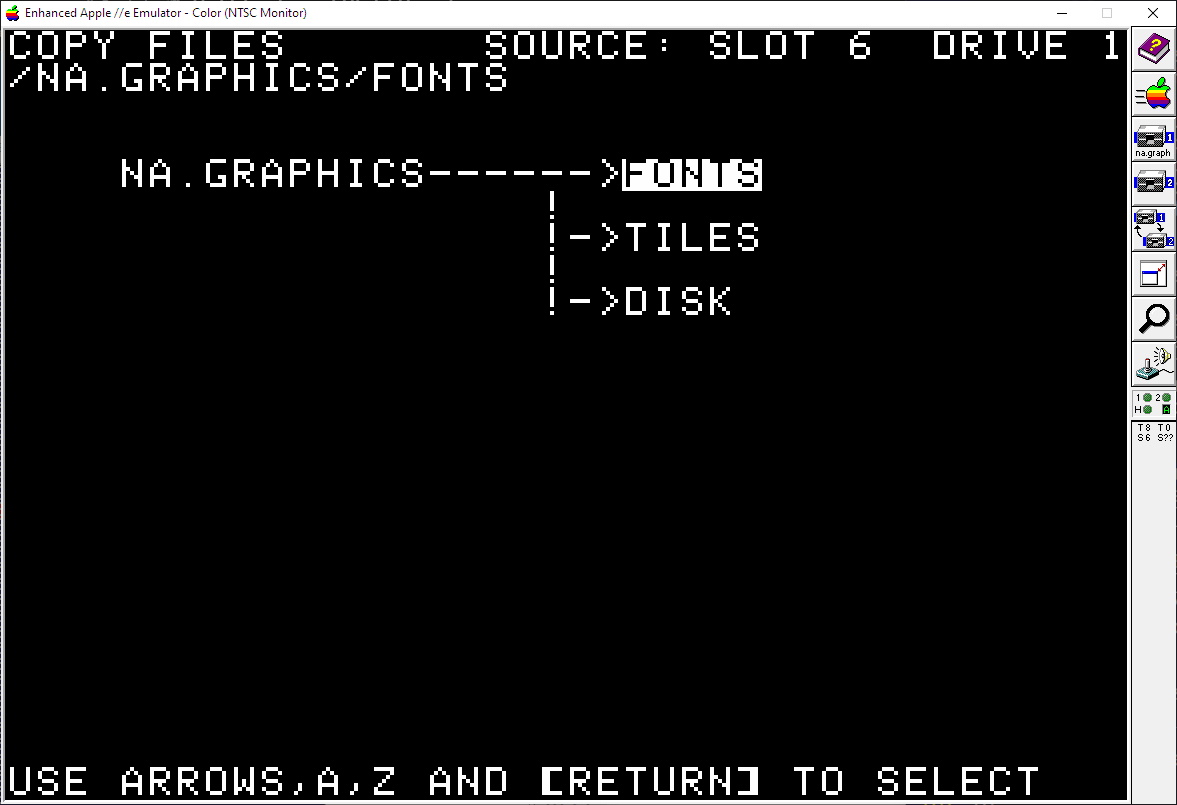 Enhanced Apple //e Emulator - Color (NTSC Monitor)
COPY FILES SOURCE: SLOT 6 DRIVE 1
/NA.GRAPHICS/FONTS
NA.GRAPHICS------>FONTS
!->TILES
!->DISK
USE ARROWS,A,Z AND [RETURN] TO SELECT
?
1
na.graph
2
1
2
1 2
H A
T8 T0
S6 S??